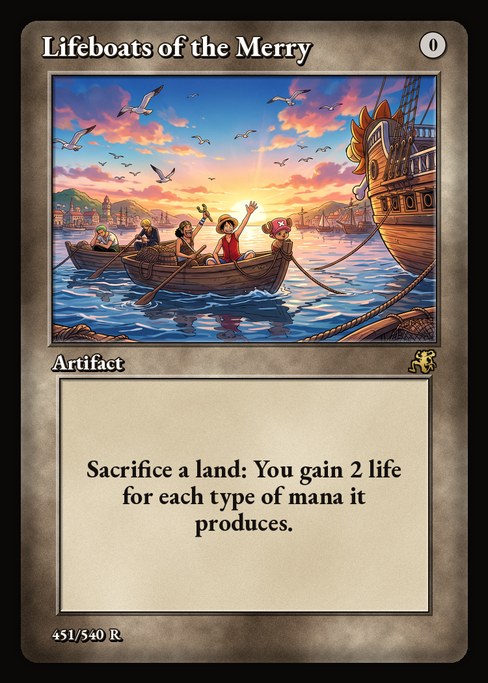 Lifeboats of the Merry
0
Artifact
Sacrifice a land: You gain 2 life
for each type of mana it
produces.
451/540 R